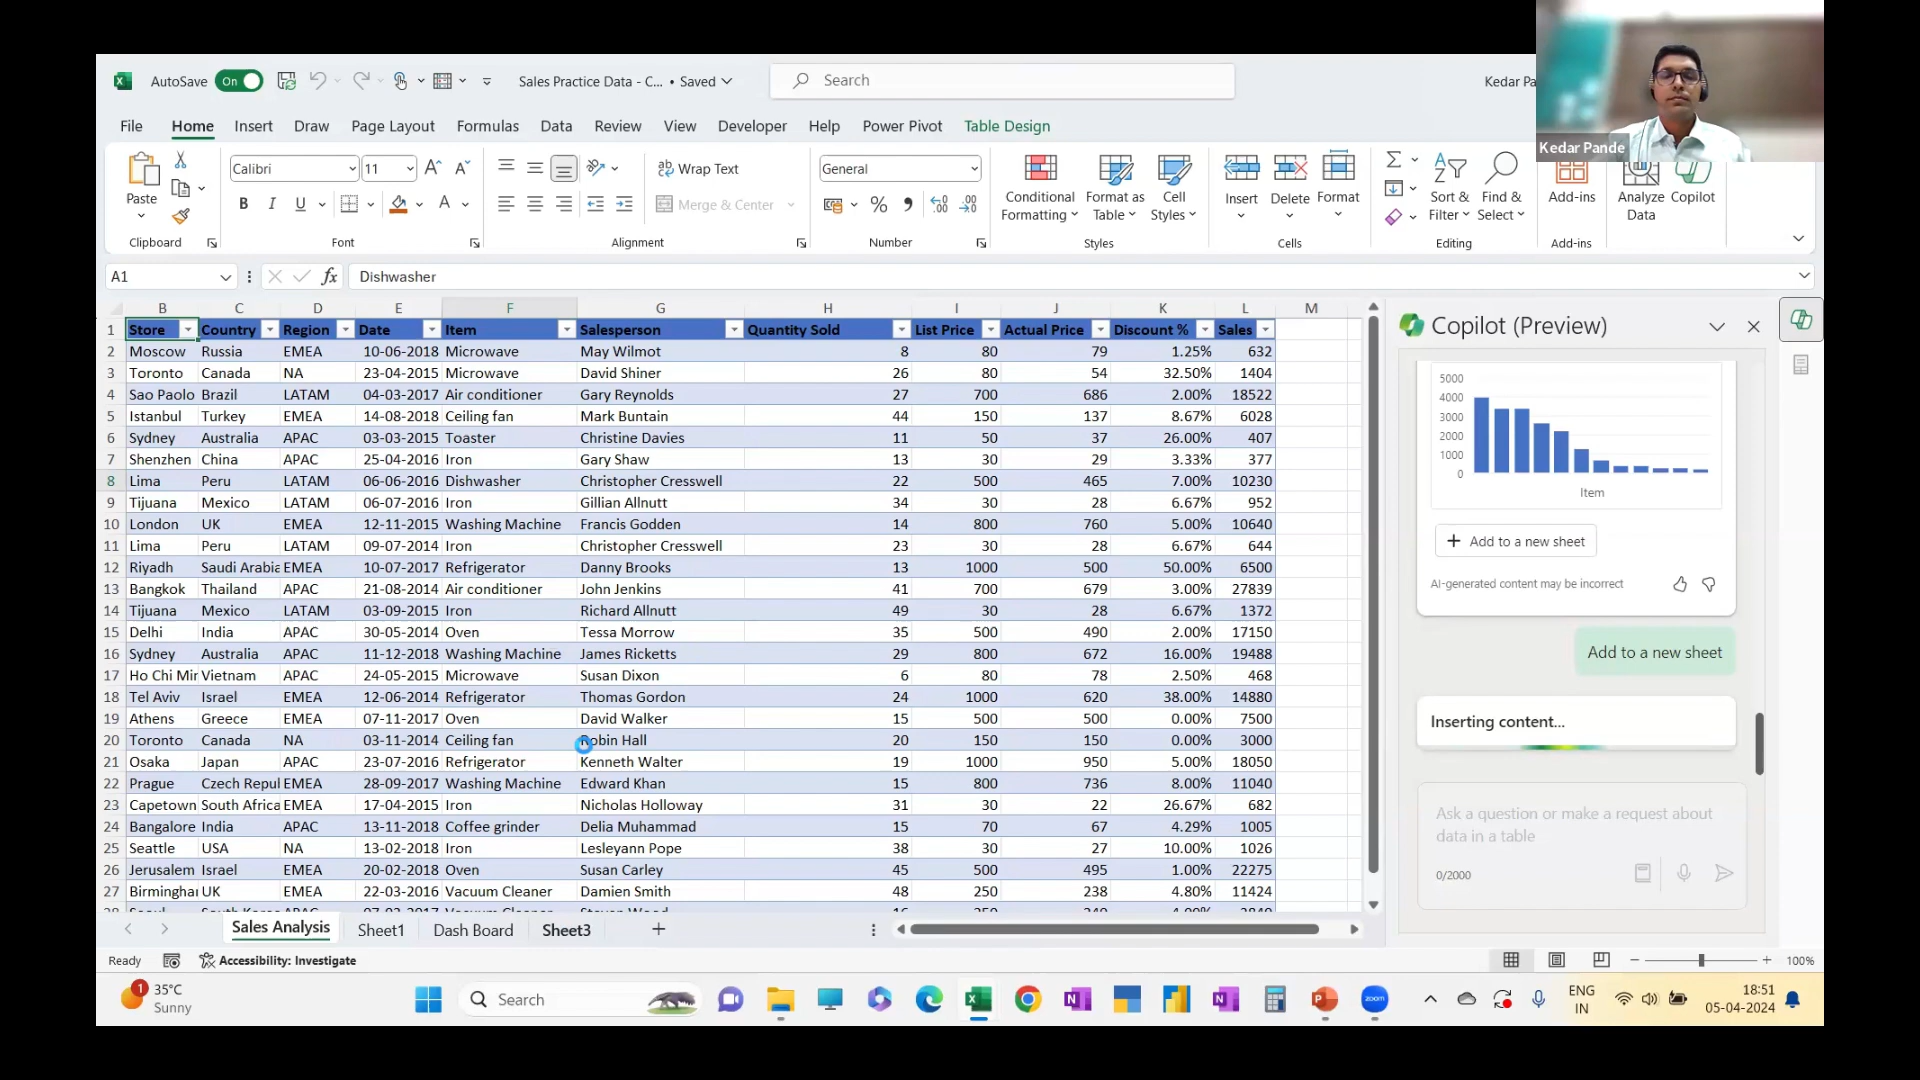 AutoSave On Sales Practice Data - C... • Saved Search Kedar Pa
File Home Insert Draw Page Layout Formulas Data Review View Developer Help Power Pivot Table Design
Kedar Pande
Paste Calibri 11 Wrap Text General Conditional Formatting Format as Table Cell Styles Insert Delete Format Sort & Filter Find & Select Add-ins Analyze Data Copilot
B I U Merge & Center
Clipboard Font Alignment Number Styles Cells Editing Add-ins
A1 fx Dishwasher
B C D E F G H I J K L M
1 Store Country Region Date Item Salesperson Quantity Sold List Price Actual Price Discount % Sales
2 Moscow Russia EMEA 10-06-2018 Microwave May Wilmot 8 80 79 1.25% 632
3 Toronto Canada NA 23-04-2015 Microwave David Shiner 26 80 54 32.50% 1404
4 Sao Paolo Brazil LATAM 04-03-2017 Air conditioner Gary Reynolds 27 700 686 2.00% 18522
5 Istanbul Turkey EMEA 14-08-2018 Ceiling fan Mark Buntain 44 150 137 8.67% 6028
6 Sydney Australia APAC 03-03-2015 Toaster Christine Davies 11 50 37 26.00% 407
7 Shenzhen China APAC 25-04-2016 Iron Gary Shaw 13 30 29 3.33% 377
8 Lima Peru LATAM 06-06-2016 Dishwasher Christopher Cresswell 22 500 465 7.00% 10230
9 Tijuana Mexico LATAM 06-07-2016 Iron Gillian Allnutt 34 30 28 6.67% 952
10 London UK EMEA 12-11-2015 Washing Machine Francis Godden 14 800 760 5.00% 10640
11 Lima Peru LATAM 09-07-2014 Iron Christopher Cresswell 23 30 28 6.67% 644
12 Riyadh Saudi Arabia EMEA 10-07-2017 Refrigerator Danny Brooks 13 1000 500 50.00% 6500
13 Bangkok Thailand APAC 21-08-2014 Air conditioner John Jenkins 41 700 679 3.00% 27839
14 Tijuana Mexico LATAM 03-09-2015 Iron Richard Allnutt 49 30 28 6.67% 1372
15 Delhi India APAC 30-05-2014 Oven Tessa Morrow 35 500 490 2.00% 17150
16 Sydney Australia APAC 11-12-2018 Washing Machine James Ricketts 29 800 672 16.00% 19488
17 Ho Chi Mir Vietnam APAC 24-05-2015 Microwave Susan Dixon 6 80 78 2.50% 468
18 Tel Aviv Israel EMEA 12-06-2014 Refrigerator Thomas Gordon 24 1000 620 38.00% 14880
19 Athens Greece EMEA 07-11-2017 Oven David Walker 15 500 500 0.00% 7500
20 Toronto Canada NA 03-11-2014 Ceiling fan Robin Hall 20 150 150 0.00% 3000
21 Osaka Japan APAC 23-07-2016 Refrigerator Kenneth Walter 19 1000 950 5.00% 18050
22 Prague Czech Repul EMEA 28-09-2017 Washing Machine Edward Khan 15 800 736 8.00% 11040
23 Capetown South Africa EMEA 17-04-2015 Iron Nicholas Holloway 31 30 22 26.67% 682
24 Bangalore India APAC 13-11-2018 Coffee grinder Delia Muhammad 15 70 67 4.29% 1005
25 Seattle USA NA 13-02-2018 Iron Lesleyann Pope 38 30 27 10.00% 1026
26 Jerusalem Israel EMEA 20-02-2018 Oven Susan Carley 45 500 495 1.00% 22275
27 Birmingha UK EMEA 22-03-2016 Vacuum Cleaner Damien Smith 48 250 238 4.80% 11424
Copilot (Preview)
5000
4000
3000
2000
1000
0
Item
+ Add to a new sheet
AI-generated content may be incorrect
Add to a new sheet
Inserting content...
Ask a question or make a request about
data in a table
0/2000
Sales Analysis Sheet1 Dash Board Sheet3 +
Ready Accessibility: Investigate 100%
1 35°C
Sunny
Search
zoom
ENG
IN
18:51
05-04-2024